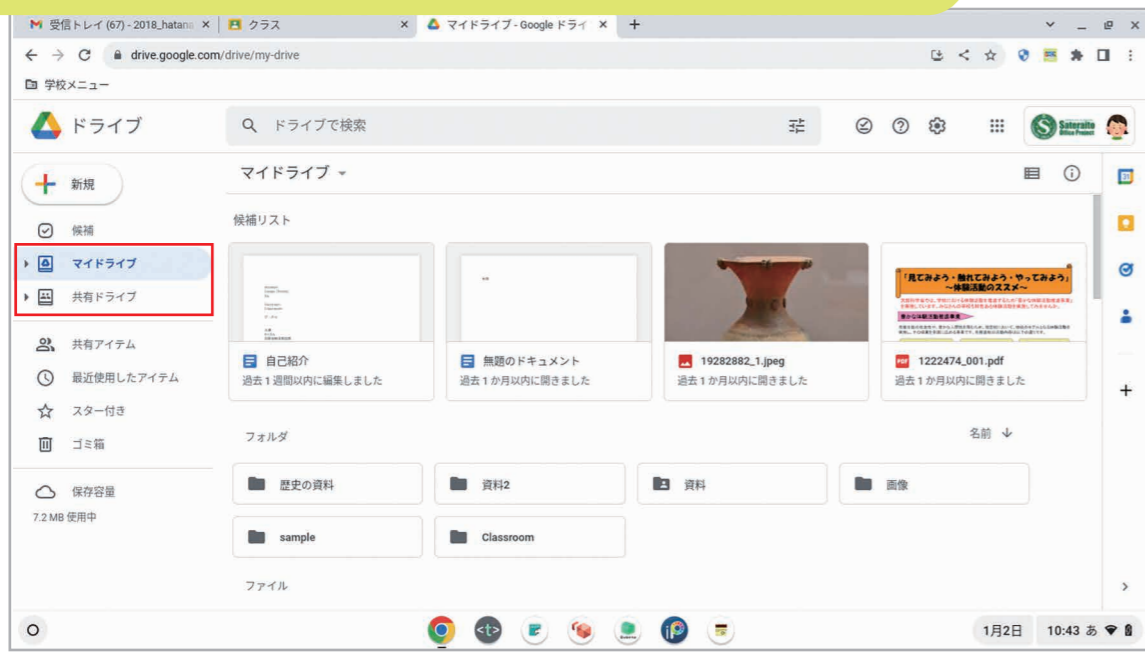 受信トレイ (67) - 2018_hatano
クラス
マイドライブ - Google ドライ
drive.google.com/drive/my-drive
学校メニュー
ドライブ
ドライブで検索
Sateraito
Office Project
新規
マイドライブ
候補
マイドライブ
共有ドライブ
共有アイテム
最近使用したアイテム
スター付き
ゴミ箱
保存容量
7.2 MB 使用中
候補リスト
「見てみよう・触れてみよう・やってみよう」
～体験活動のススメ～
自己紹介
過去 1 週間以内に編集しました
無題のドキュメント
過去 1 か月以内に開きました
19282882_1.jpeg
過去 1 か月以内に開きました
PDF
1222474_001.pdf
過去 1 か月以内に開きました
フォルダ
名前
歴史の資料
資料2
資料
画像
sample
Classroom
ファイル
31
<t>
1月2日
10:43 あ